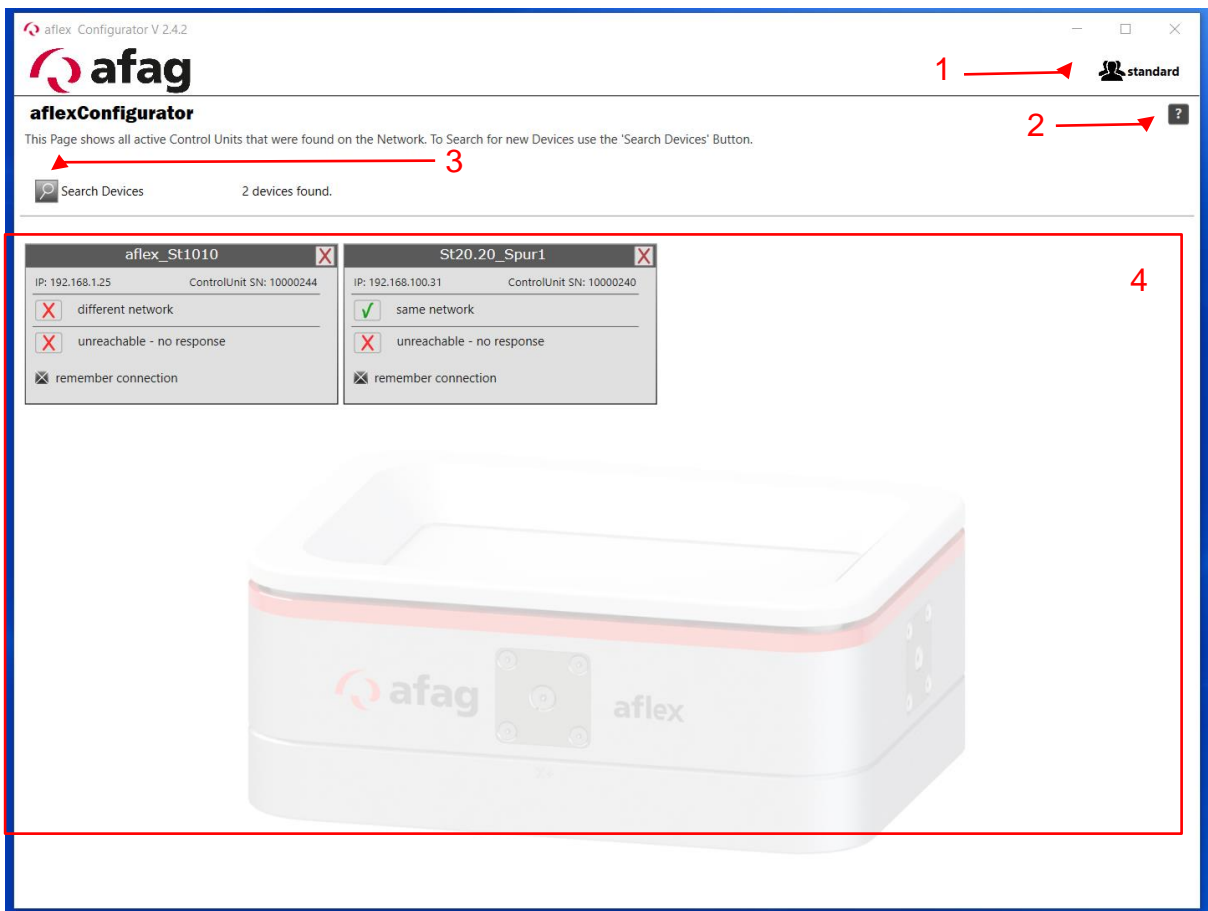 aflex Configurator V 2.4.2
afag
1
standard
aflexConfigurator
?
2
This Page shows all active Control Units that were found on the Network. To Search for new Devices use the 'Search Devices' Button.
3
Search Devices 2 devices found.
aflex_St1010
X
IP: 192.168.1.25 ControlUnit SN: 10000244
different network
unreachable - no response
remember connection
St20.20_Spur1
X
IP: 192.168.100.31 ControlUnit SN: 10000240
same network
unreachable - no response
remember connection
4
afag aflex